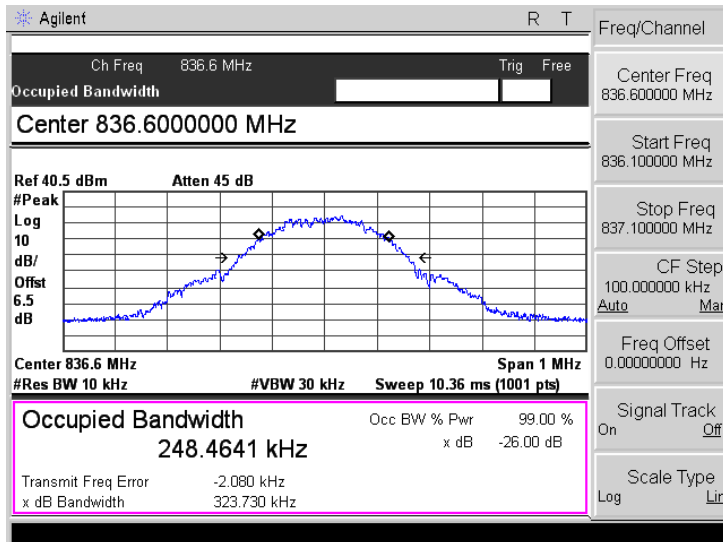 Agilent
R T
Ch Freq 836.6 MHz
Trig Free
Occupied Bandwidth
Center 836.6000000 MHz
Ref 40.5 dBm
Atten 45 dB
#Peak
Log
10
dB/
Offst
6.5
dB
Center 836.6 MHz
Span 1 MHz
#Res BW 10 kHz
#VBW 30 kHz
Sweep 10.36 ms (1001 pts)
Occupied Bandwidth
248.4641 kHz
Occ BW % Pwr 99.00 %
x dB -26.00 dB
Transmit Freq Error -2.080 kHz
x dB Bandwidth 323.730 kHz
Freq/Channel
Center Freq
836.600000 MHz
Start Freq
836.100000 MHz
Stop Freq
837.100000 MHz
CF Step
100.000000 kHz
Auto Man
Freq Offset
0.00000000 Hz
Signal Track
On Off
Scale Type
Log Lin